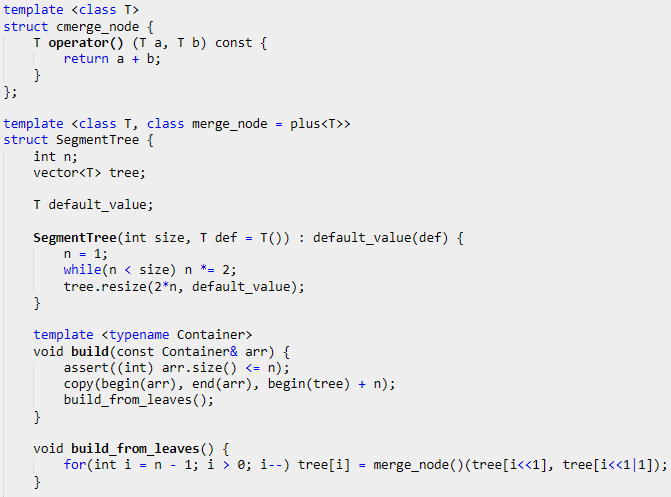 template <class T>
struct cmerge_node {
    T operator() (T a, T b) const {
        return a + b;
    }
};

template <class T, class merge_node = plus<T>>
struct SegmentTree {
    int n;
    vector<T> tree;

    T default_value;

    SegmentTree(int size, T def = T()) : default_value(def) {
        n = 1;
        while(n < size) n *= 2;
        tree.resize(2*n, default_value);
    }

    template <typename Container>
    void build(const Container& arr) {
        assert((int) arr.size() <= n);
        copy(begin(arr), end(arr), begin(tree) + n);
        build_from_leaves();
    }

    void build_from_leaves() {
        for(int i = n - 1; i > 0; i--) tree[i] = merge_node()(tree[i<<1], tree[i<<1|1]);
    }